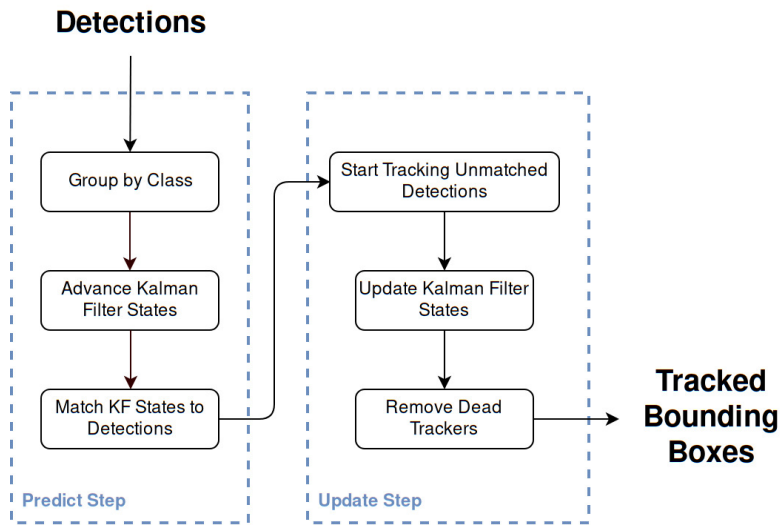 Detections
Group by Class
Advance Kalman
Filter States
Match KF States to
Detections
Predict Step
Start Tracking Unmatched
Detections
Update Kalman Filter
States
Remove Dead
Trackers
Update Step
Tracked
Bounding
Boxes